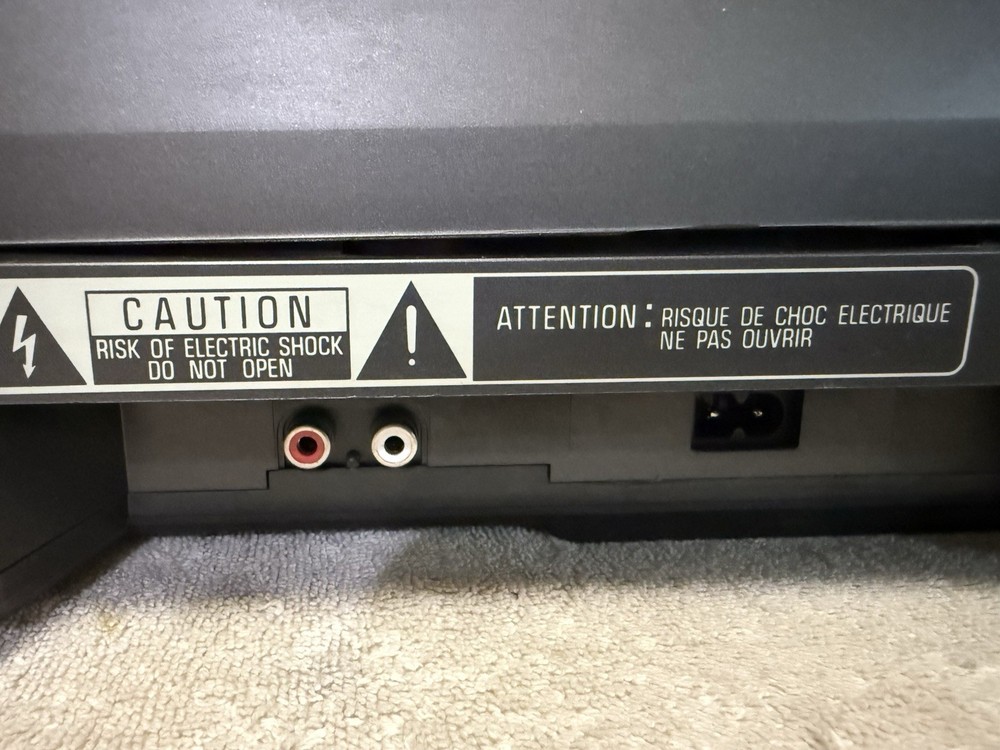 CAUTION
RISK OF ELECTRIC SHOCK
DO NOT OPEN
!
ATTENTION: RISQUE DE CHOC ELECTRIQUE
NE PAS OUVRIR